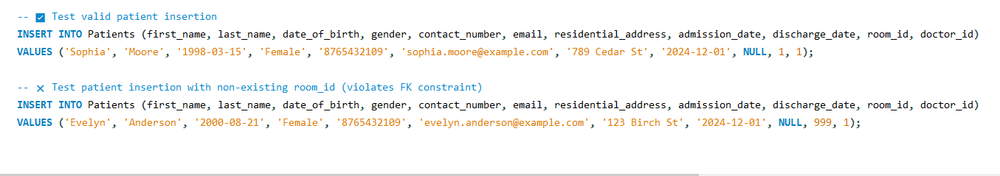 -- ☑ Test valid patient insertion
INSERT INTO Patients (first_name, last_name, date_of_birth, gender, contact_number, email, residential_address, admission_date, discharge_date, room_id, doctor_id)
VALUES ('Sophia', 'Moore', '1998-03-15', 'Female', '8765432109', 'sophia.moore@example.com', '789 Cedar St', '2024-12-01', NULL, 1, 1);
-- ✕ Test patient insertion with non-existing room_id (violates FK constraint)
INSERT INTO Patients (first_name, last_name, date_of_birth, gender, contact_number, email, residential_address, admission_date, discharge_date, room_id, doctor_id)
VALUES ('Evelyn', 'Anderson', '2000-08-21', 'Female', '8765432109', 'evelyn.anderson@example.com', '123 Birch St', '2024-12-01', NULL, 999, 1);